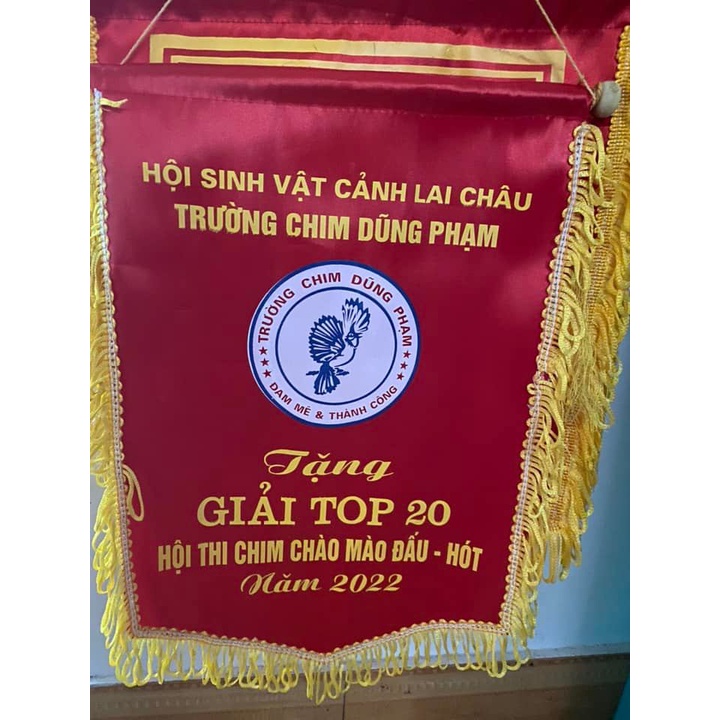 HỘI SINH VẬT CẢNH LAI CHÂU
TRƯỜNG CHIM DŨNG PHẠM
TRƯỜNG CHIM DŨNG PHẠM
ĐAM MÊ & THÀNH CÔNG
Tặng
GIẢI TOP 20
HỘI THI CHIM CHÀO MÀO ĐẤU - HÓT
Năm 2022